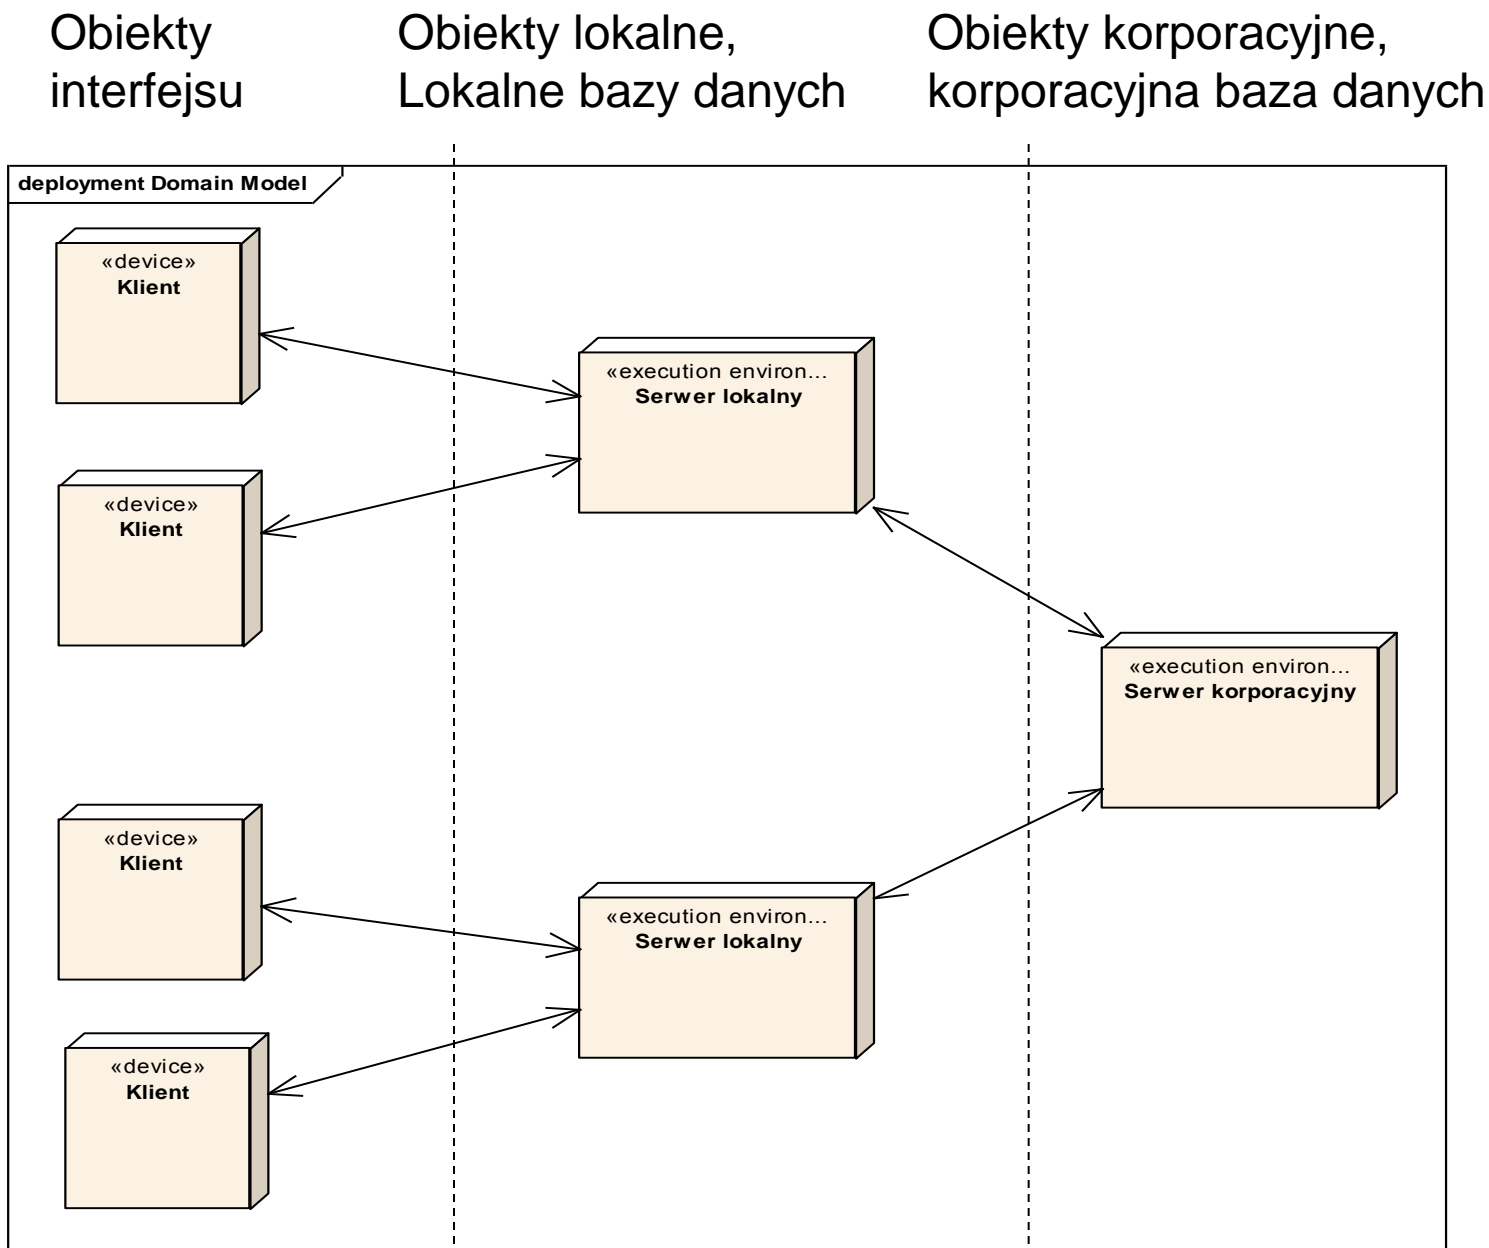 Obiekty
interfejsu
Obiekty lokalne,
Lokalne bazy danych
Obiekty korporacyjne,
korporacyjna baza danych
deployment Domain Model
«device»
Klient
«device»
Klient
«device»
Klient
«device»
Klient
«execution environ...
Serwer lokalny
«execution environ...
Serwer lokalny
«execution environ...
Serwer korporacyjny